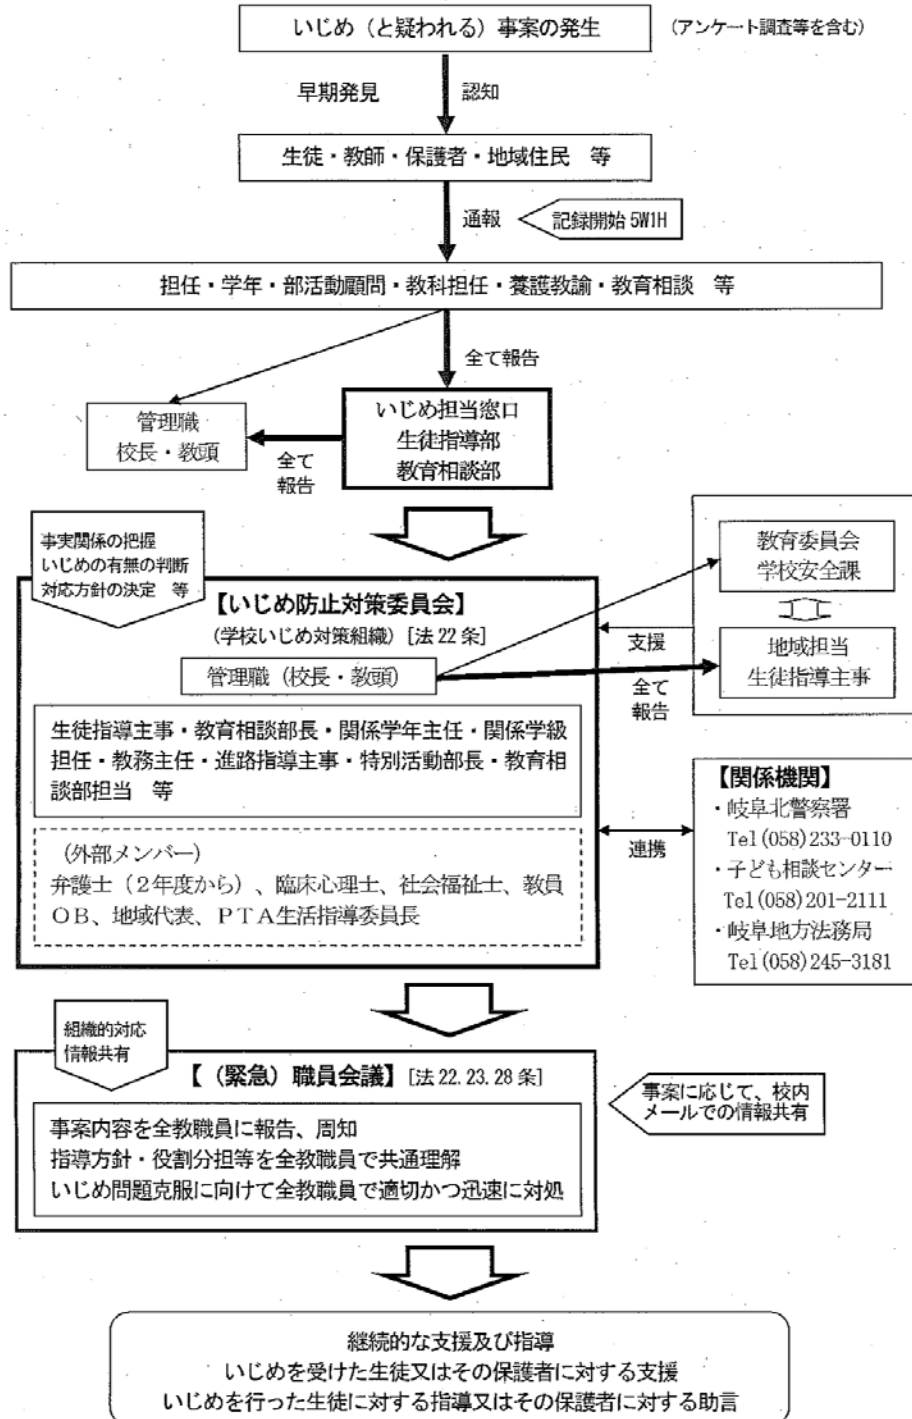 いじめ（と疑われる）事案の発生
（アンケート調査等を含む）
早期発見
認知
生徒・教師・保護者・地域住民　等
通報
記録開始 5W1H
担任・学年・部活動顧問・教科担任・養護教諭・教育相談　等
全て報告
管理職
校長・教頭
全て
報告
いじめ担当窓口
生徒指導部
教育相談部
事実関係の把握
いじめの有無の判断
対応方針の決定　等
【いじめ防止対策委員会】
（学校いじめ対策組織）［法 22 条］
管理職（校長・教頭）
生徒指導主事・教育相談部長・関係学年主任・関係学級
担任・教務主任・進路指導主事・特別活動部長・教育相
談部担当　等
（外部メンバー）
弁護士（２年度から）、臨床心理士、社会福祉士、教員
ＯＢ、地域代表、ＰＴＡ生活指導委員長
教育委員会
学校安全課
支援
地域担当
生徒指導主事
全て
報告
連携
【関係機関】
・岐阜北警察署
Tel(058)233-0110
・子ども相談センター
Tel(058)201-2111
・岐阜地方法務局
Tel(058)245-3181
組織的対応
情報共有
【（緊急）職員会議】［法 22.23.28 条］
事案内容を全教職員に報告、周知
指導方針・役割分担等を全教職員で共通理解
いじめ問題克服に向けて全教職員で適切かつ迅速に対処
事案に応じて、校内
メールでの情報共有
継続的な支援及び指導
いじめを受けた生徒又はその保護者に対する支援
いじめを行った生徒に対する指導又はその保護者に対する助言